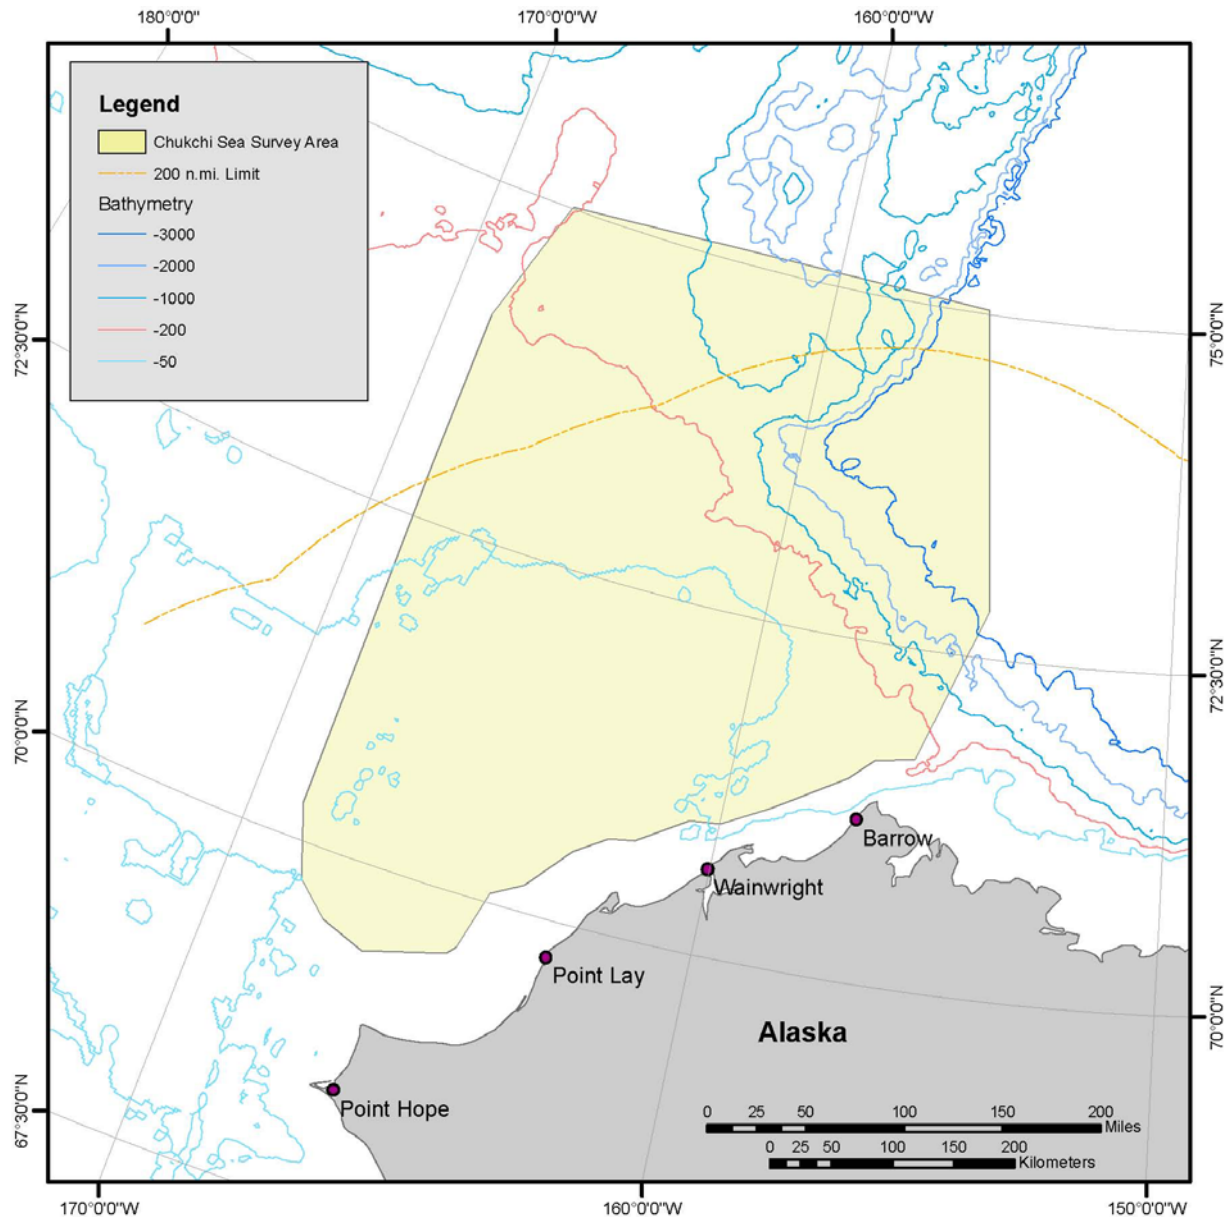 180°0'0"
170°0'0"W
160°0'0"W
Legend
Chukchi Sea Survey Area
200 n.mi. Limit
Bathymetry
-3000
-2000
-1000
-200
-50
72°30'0"N
75°0'0"N
70°0'0"N
72°30'0"N
Barrow
Wainwright
Point Lay
Alaska
70°0'0"N
67°30'0"N
Point Hope
0 25 50 100 150 200
Miles
0 25 50 100 150 200
Kilometers
170°0'0"W
160°0'0"W
150°0'0"W